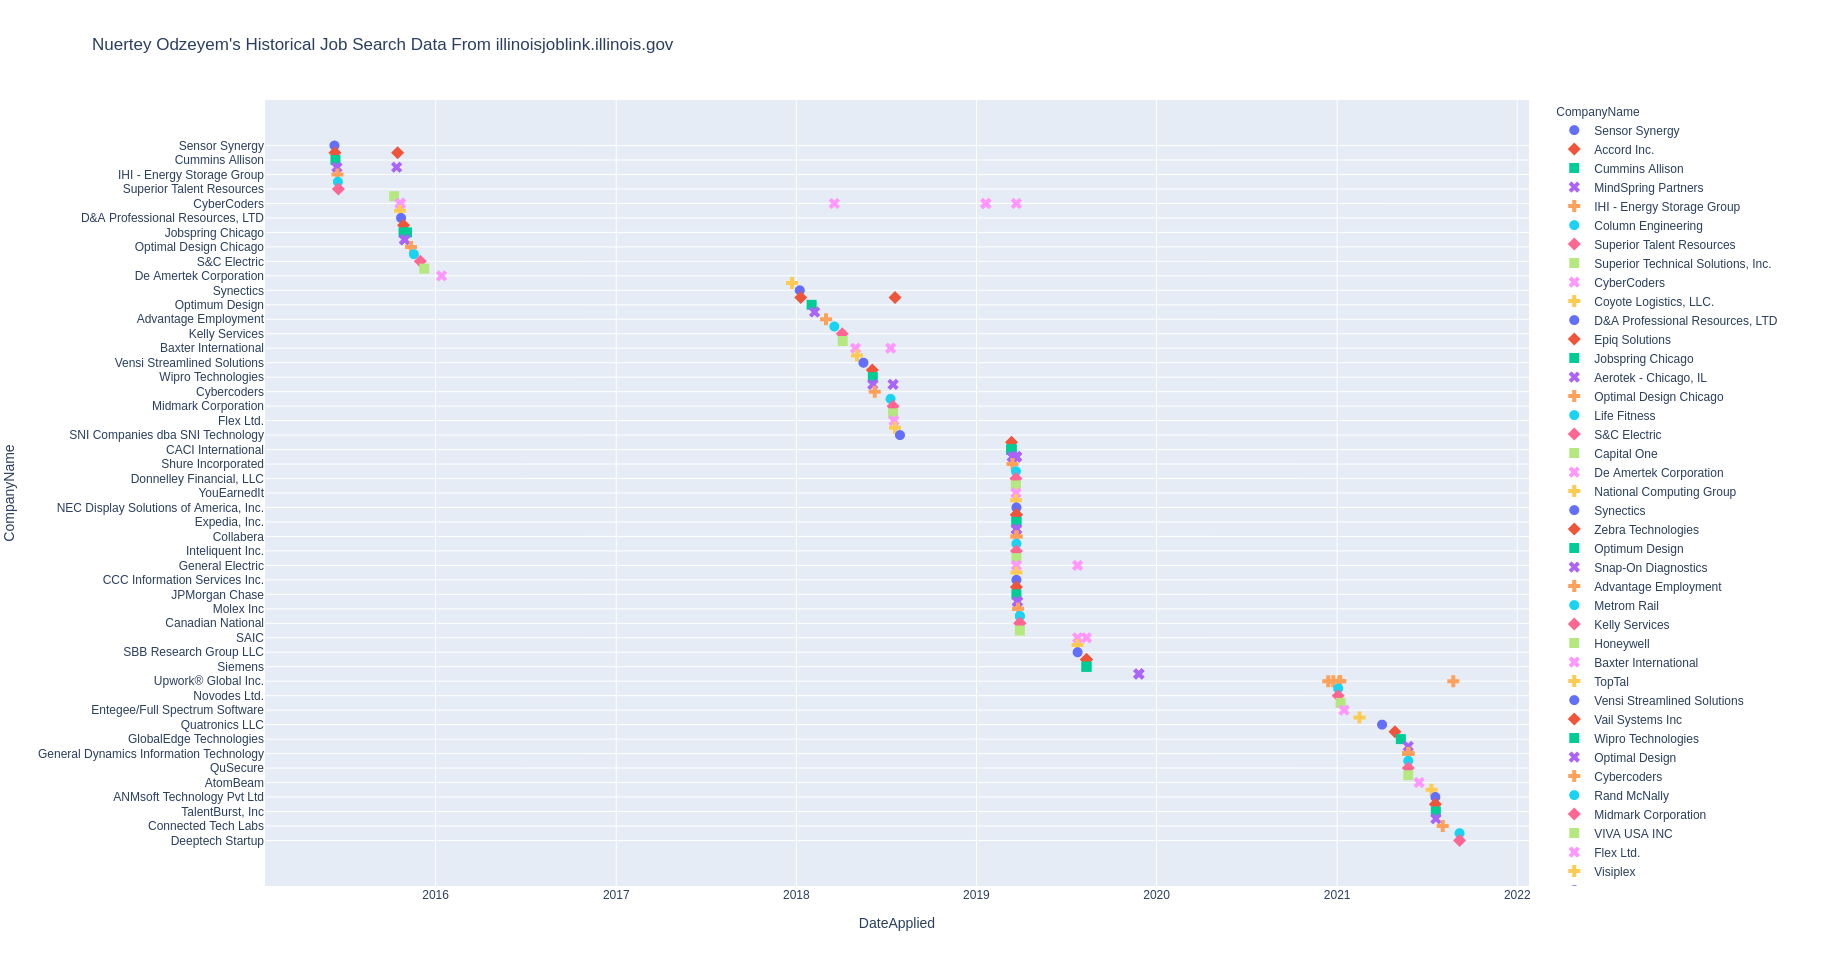 Nuertey Odzeyem's Historical Job Search Data From illinoisjoblink.illinois.gov
CompanyName
Sensor Synergy
Cummins Allison
IHI - Energy Storage Group
Superior Talent Resources
CyberCoders
D&A Professional Resources, LTD
Jobspring Chicago
Optimal Design Chicago
S&C Electric
De Amertek Corporation
Synectics
Optimum Design
Advantage Employment
Kelly Services
Baxter International
Vensi Streamlined Solutions
Wipro Technologies
Cybercoders
Midmark Corporation
Flex Ltd.
SNI Companies dba SNI Technology
CACI International
Shure Incorporated
Donnelley Financial, LLC
YouEarnedIt
NEC Display Solutions of America, Inc.
Expedia, Inc.
Collabera
Inteliquent Inc.
General Electric
CCC Information Services Inc.
JPMorgan Chase
Molex Inc
Canadian National
SAIC
SBB Research Group LLC
Siemens
Upwork® Global Inc.
Novodes Ltd.
Entegee/Full Spectrum Software
Quatronics LLC
GlobalEdge Technologies
General Dynamics Information Technology
QuSecure
AtomBeam
ANMsoft Technology Pvt Ltd
TalentBurst, Inc
Connected Tech Labs
Deeptech Startup
2016 2017 2018 2019 2020 2021 2022
DateApplied
CompanyName
Sensor Synergy
Accord Inc.
Cummins Allison
MindSpring Partners
IHI - Energy Storage Group
Column Engineering
Superior Talent Resources
Superior Technical Solutions, Inc.
CyberCoders
Coyote Logistics, LLC.
D&A Professional Resources, LTD
Epiq Solutions
Jobspring Chicago
Aerotek - Chicago, IL
Optimal Design Chicago
Life Fitness
S&C Electric
Capital One
De Amertek Corporation
National Computing Group
Synectics
Zebra Technologies
Optimum Design
Snap-On Diagnostics
Advantage Employment
Metrom Rail
Kelly Services
Honeywell
Baxter International
TopTal
Vensi Streamlined Solutions
Vail Systems Inc
Wipro Technologies
Optimal Design
Cybercoders
Rand McNally
Midmark Corporation
VIVA USA INC
Flex Ltd.
Visiplex